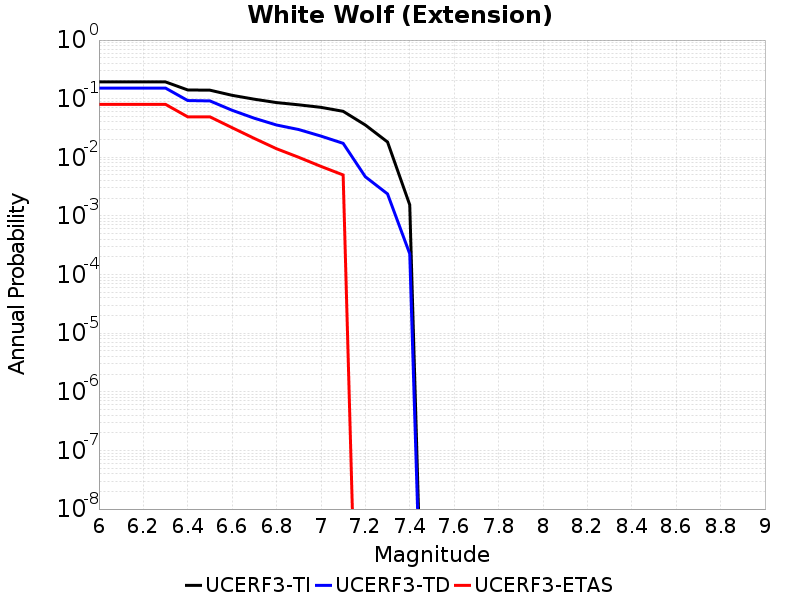 White Wolf (Extension)
Annual Probability
10^0
10^-1
10^-2
10^-3
10^-4
10^-5
10^-6
10^-7
10^-8
6 6.2 6.4 6.6 6.8 7 7.2 7.4 7.6 7.8 8 8.2 8.4 8.6 8.8 9
Magnitude
UCERF3-TI UCERF3-TD UCERF3-ETAS